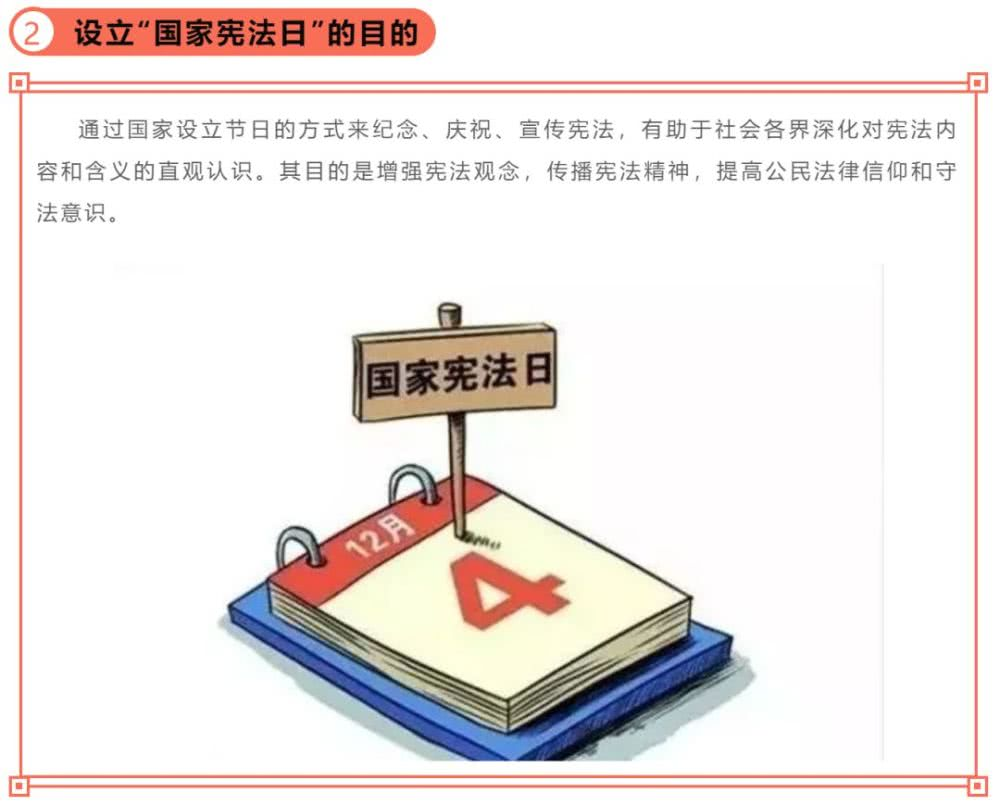 2 设立“国家宪法日”的目的
通过国家设立节日的方式来纪念、庆祝、宣传宪法，有助于社会各界深化对宪法内
容和含义的直观认识。其目的是增强宪法观念，传播宪法精神，提高公民法律信仰和守
法意识。
国家宪法日
12月
4